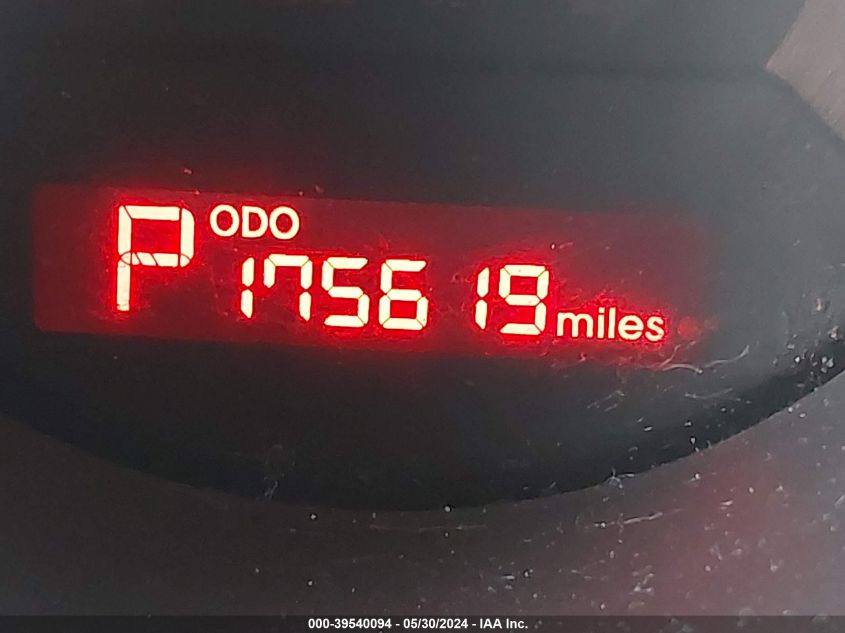 P ODO
175619 miles
000-39540094 - 05/30/2024 - IAA Inc.